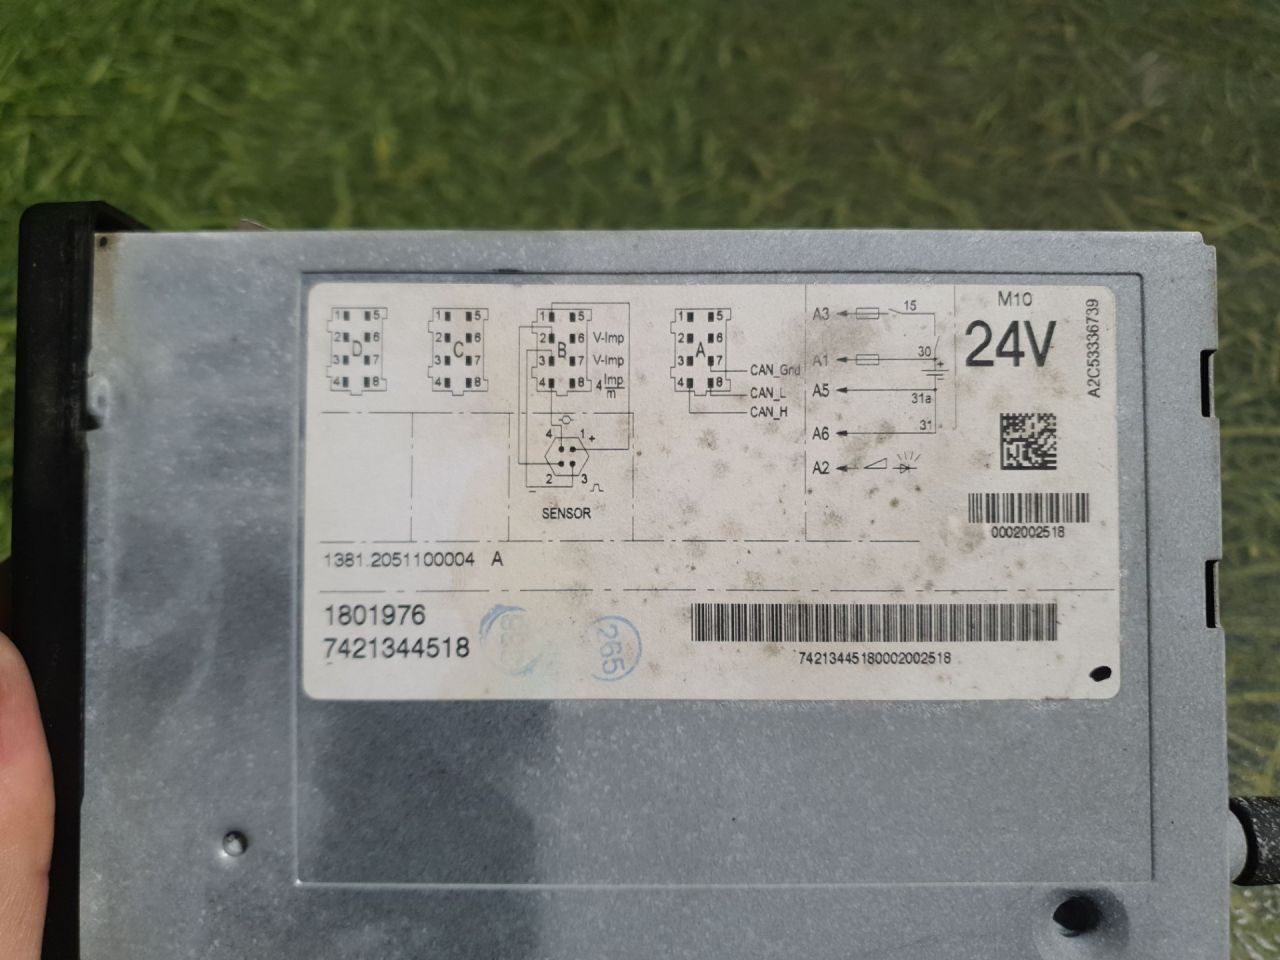 1 5
2 6
3 7
4 8
D
1 5
2 6
3 7
4 8
C
1 5
2 6
3 7
4 8
B
V-Imp
V-Imp
4 Imp/m
1 5
2 6
3 7
4 8
A
CAN_Gnd
CAN_L
CAN_H
4 1 +
2 3
−
SENSOR
A3 15
A1 30 +
A5 31a
A6 31
A2
M10
24V
A2C53336739
0002002518
1381.2051100004 A
1801976
7421344518
265
74213445180002002518